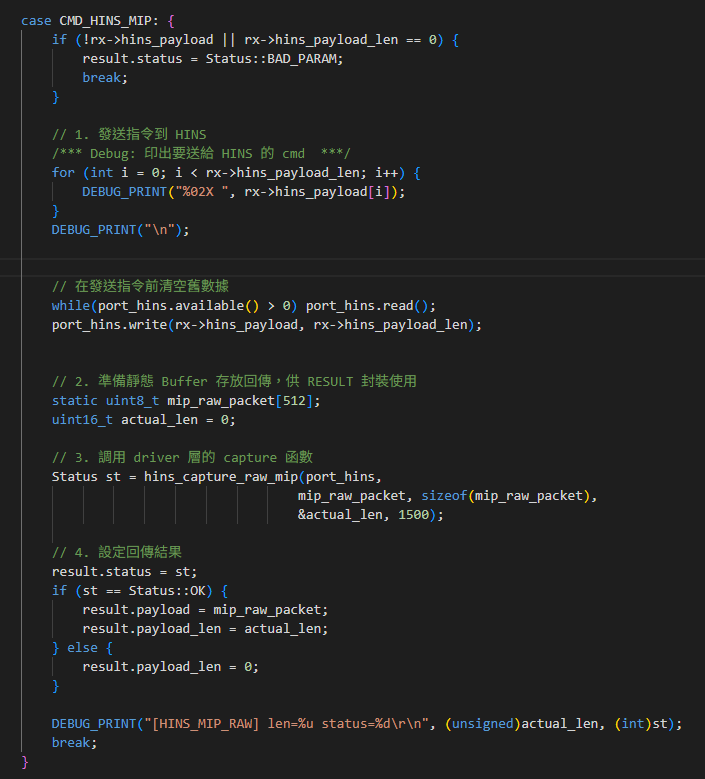 case CMD_HINS_MIP: {
    if (!rx->hins_payload || rx->hins_payload_len == 0) {
        result.status = Status::BAD_PARAM;
        break;
    }
    // 1. 發送指令到 HINS
    /*** Debug: 印出要送給 HINS 的 cmd  ***/
    for (int i = 0; i < rx->hins_payload_len; i++) {
        DEBUG_PRINT("%02X ", rx->hins_payload[i]);
    }
    DEBUG_PRINT("\n");
    // 在發送指令前清空舊數據
    while(port_hins.available() > 0) port_hins.read();
    port_hins.write(rx->hins_payload, rx->hins_payload_len);
    // 2. 準備靜態 Buffer 存放回傳，供 RESULT 封裝使用
    static uint8_t mip_raw_packet[512];
    uint16_t actual_len = 0;
    // 3. 調用 driver 層的 capture 函數
    Status st = hins_capture_raw_mip(port_hins,
                                    mip_raw_packet, sizeof(mip_raw_packet),
                                    &actual_len, 1500);
    // 4. 設定回傳結果
    result.status = st;
    if (st == Status::OK) {
        result.payload = mip_raw_packet;
        result.payload_len = actual_len;
    } else {
        result.payload_len = 0;
    }
    DEBUG_PRINT("[HINS_MIP_RAW] len=%u status=%d\r\n", (unsigned)actual_len, (int)st);
    break;
}